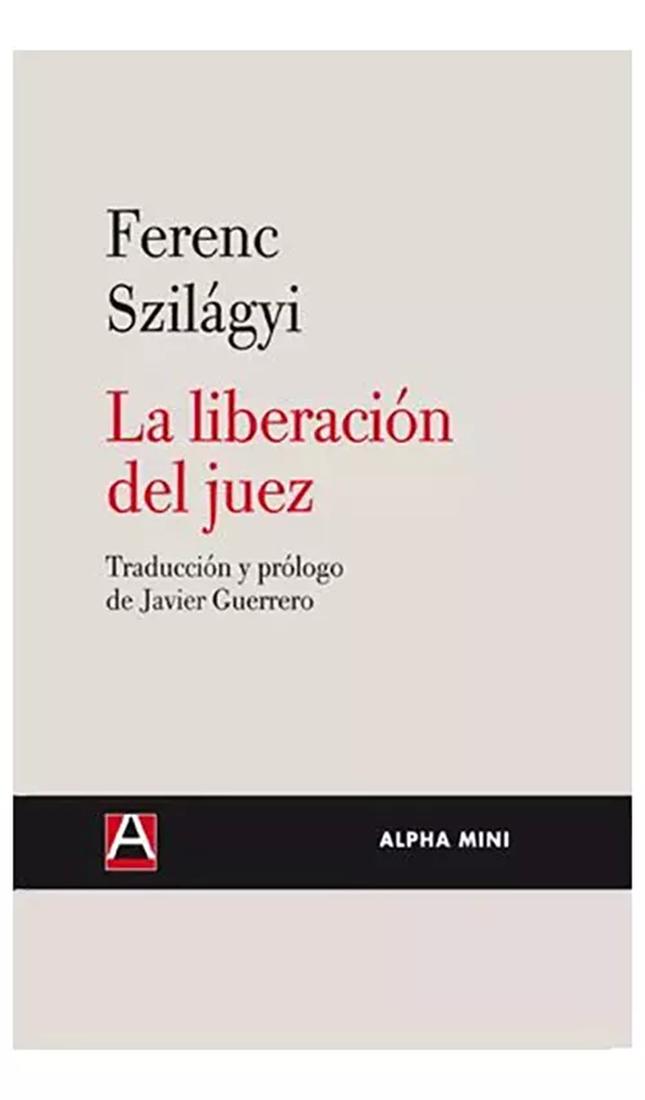 Ferenc
Szilágyi
La liberación
del juez
Traducción y prólogo
de Javier Guerrero
A
ALPHA MINI